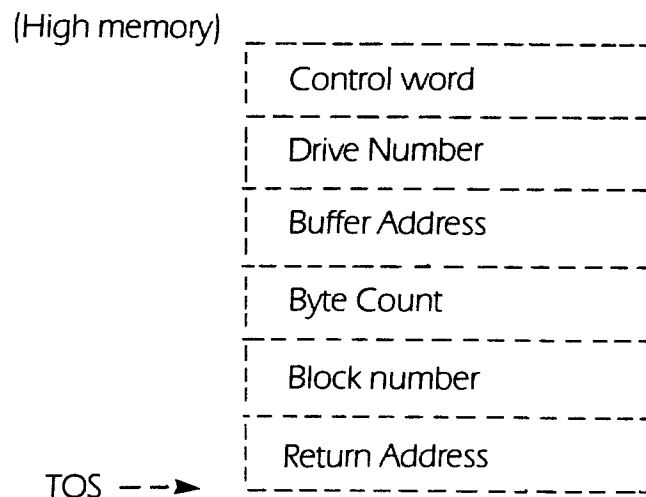 (High memory)
Control word
Drive Number
Buffer Address
Byte Count
Block number
Return Address
TOS